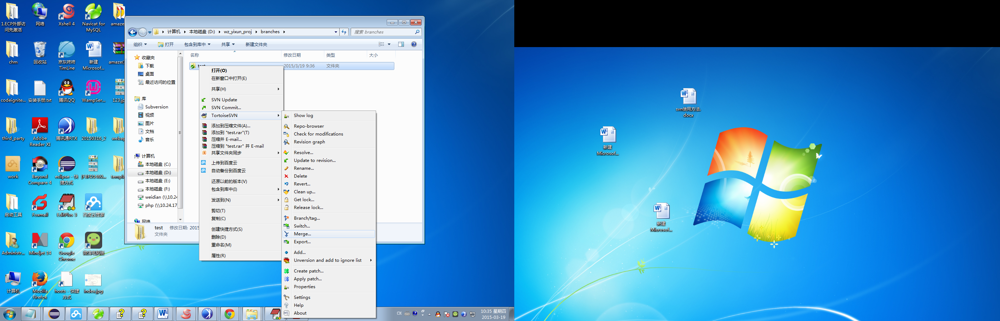 1.ECP外部访
问先激活
网络
Xshell 4
Navicat for
MySQL
amaze
chm
回收站
京东咚咚
TimLine
新建
Microsof...
amaze(
codeignite...
安装手册.txt
腾讯QQ
WampSer...
123.jp
third_party
Adobe
Reader XI
腾讯通RTX
20150316_2
webap
work
Beyond
Compare 4
eclipse - 快
捷方式
(FBFD1460...
templa
启动工具
Foxmail
EditPlus 3
百度云管家
Administr...
Mindjet 14
Google
Chrome
微信电脑版
计算机
Mozilla
Firefox
hosts - 快捷
方式
index.jpg
计算机
本地磁盘 (D:)
wz_yixun_proj
branches
搜索 branches
组织
打开
包含到库中
共享
新建文件夹
收藏夹
下载
桌面
最近访问的位置
库
Subversion
视频
图片
文档
音乐
计算机
本地磁盘 (C:)
本地磁盘 (D:)
本地磁盘 (E:)
本地磁盘 (F:)
weidian (\\10.24
php (\\10.24.17
网络
名称
修改日期
类型
大小
test
2015/3/19 9:36
文件夹
test
修改日期: 2015
文件夹
打开(O)
在新窗口中打开(E)
共享(H)
SVN Update
SVN Commit...
TortoiseSVN
添加到压缩文件(A)...
添加到 "test.rar"(T)
压缩并 E-mail...
压缩到 "test.rar" 并 E-mail
共享文件夹同步
上传到百度云
自动备份到百度云
还原以前的版本(V)
包含到库中(I)
发送到(N)
剪切(T)
复制(C)
创建快捷方式(S)
删除(D)
重命名(M)
属性(R)
Show log
Repo-browser
Check for modifications
Revision graph
Resolve...
Update to revision...
Rename...
Delete
Revert...
Clean up...
Get lock...
Release lock...
Branch/tag...
Switch...
Merge...
Export...
Add...
Unversion and add to ignore list
Create patch...
Apply patch...
Properties
Settings
Help
About
CH
10:35 星期四
2015-03-19
svn使用方法.
docx
新建
Microsof...
新建
Microsof...